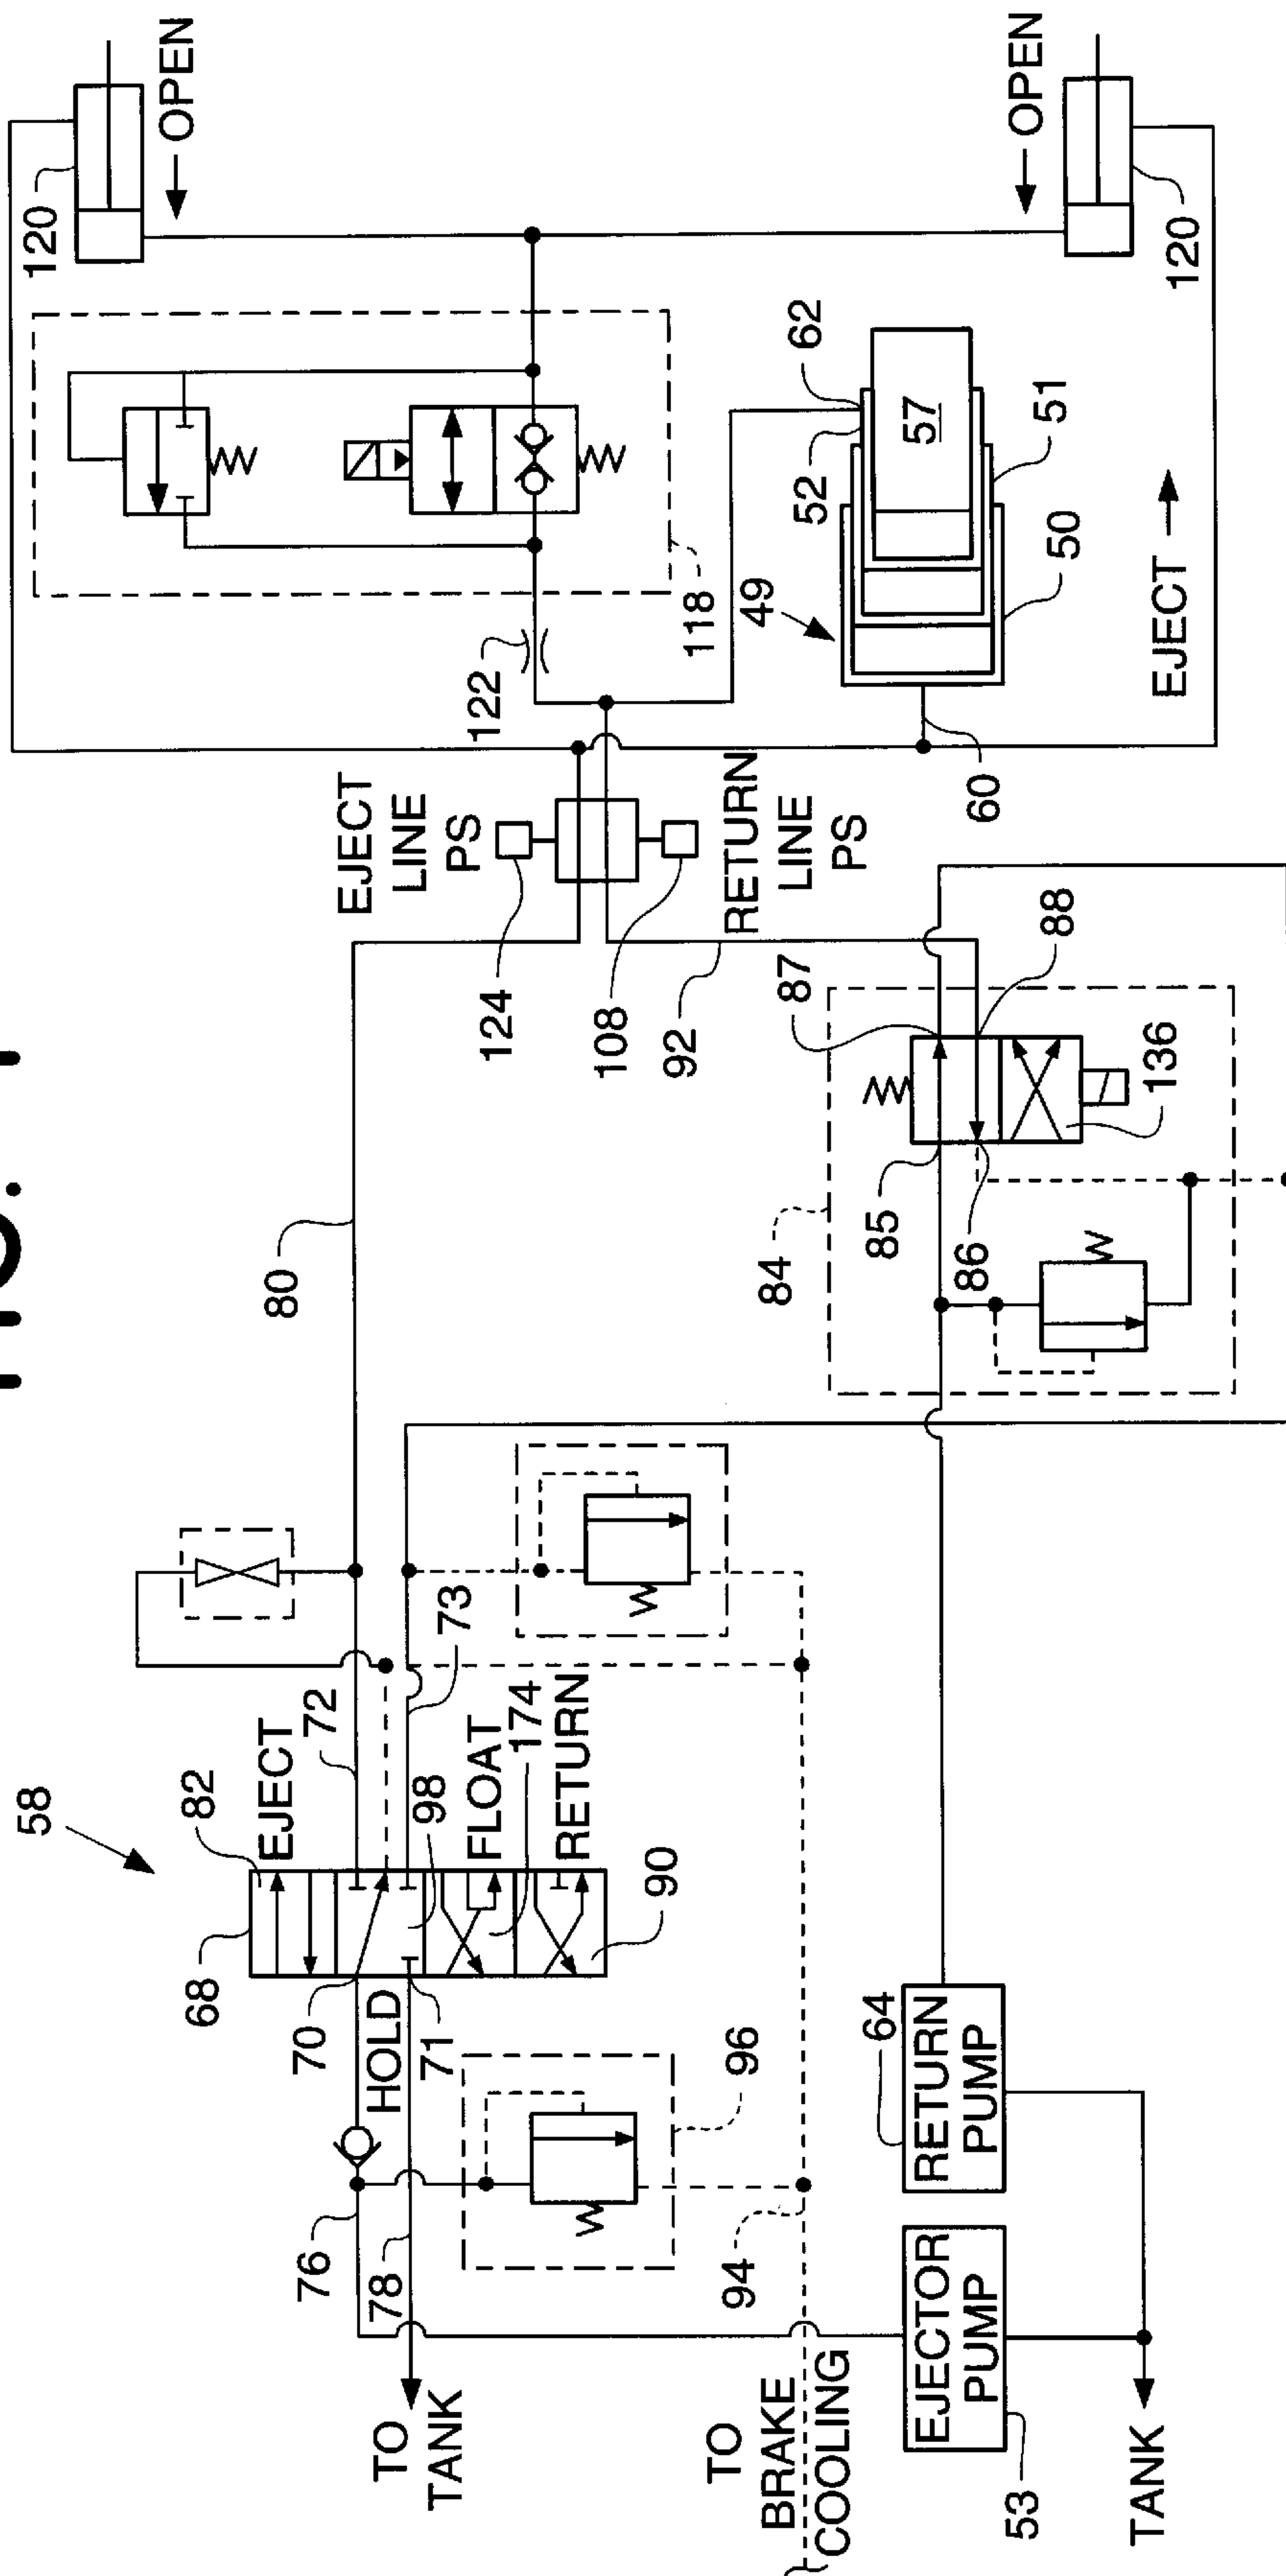 120
OPEN
OPEN
120
118
122
49
52
62
57
51
50
EJECT
60
EJECT
LINE
PS
124
108
RETURN
LINE
PS
92
87
88
136
84
85
86
80
58
82
EJECT
72
73
68
98
FLOAT
174
RETURN
90
70
HOLD
71
76
78
96
94
TO
TANK
TO
BRAKE
COOLING
64
RETURN
PUMP
EJECTOR
PUMP
53
TANK